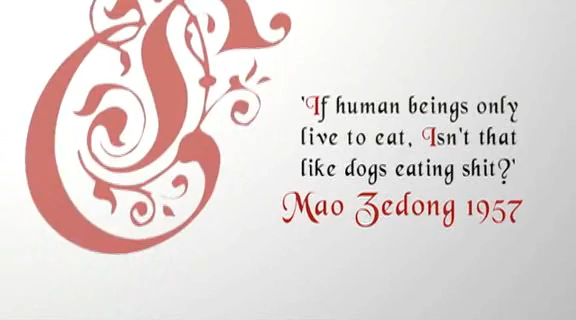 'If human beings only
live to eat, Isn't that
like dogs eating shit?'
Mao Zedong 1957